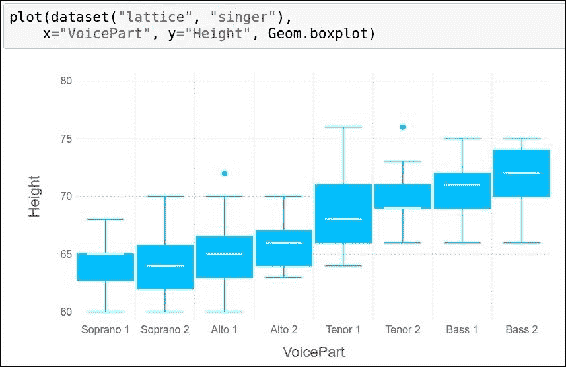 plot(dataset("lattice", "singer"),
x="VoicePart", y="Height", Geom.boxplot)
80
75
70
65
60
Height
Soprano 1 Soprano 2 Alto 1 Alto 2 Tenor 1 Tenor 2 Bass 1 Bass 2
VoicePart